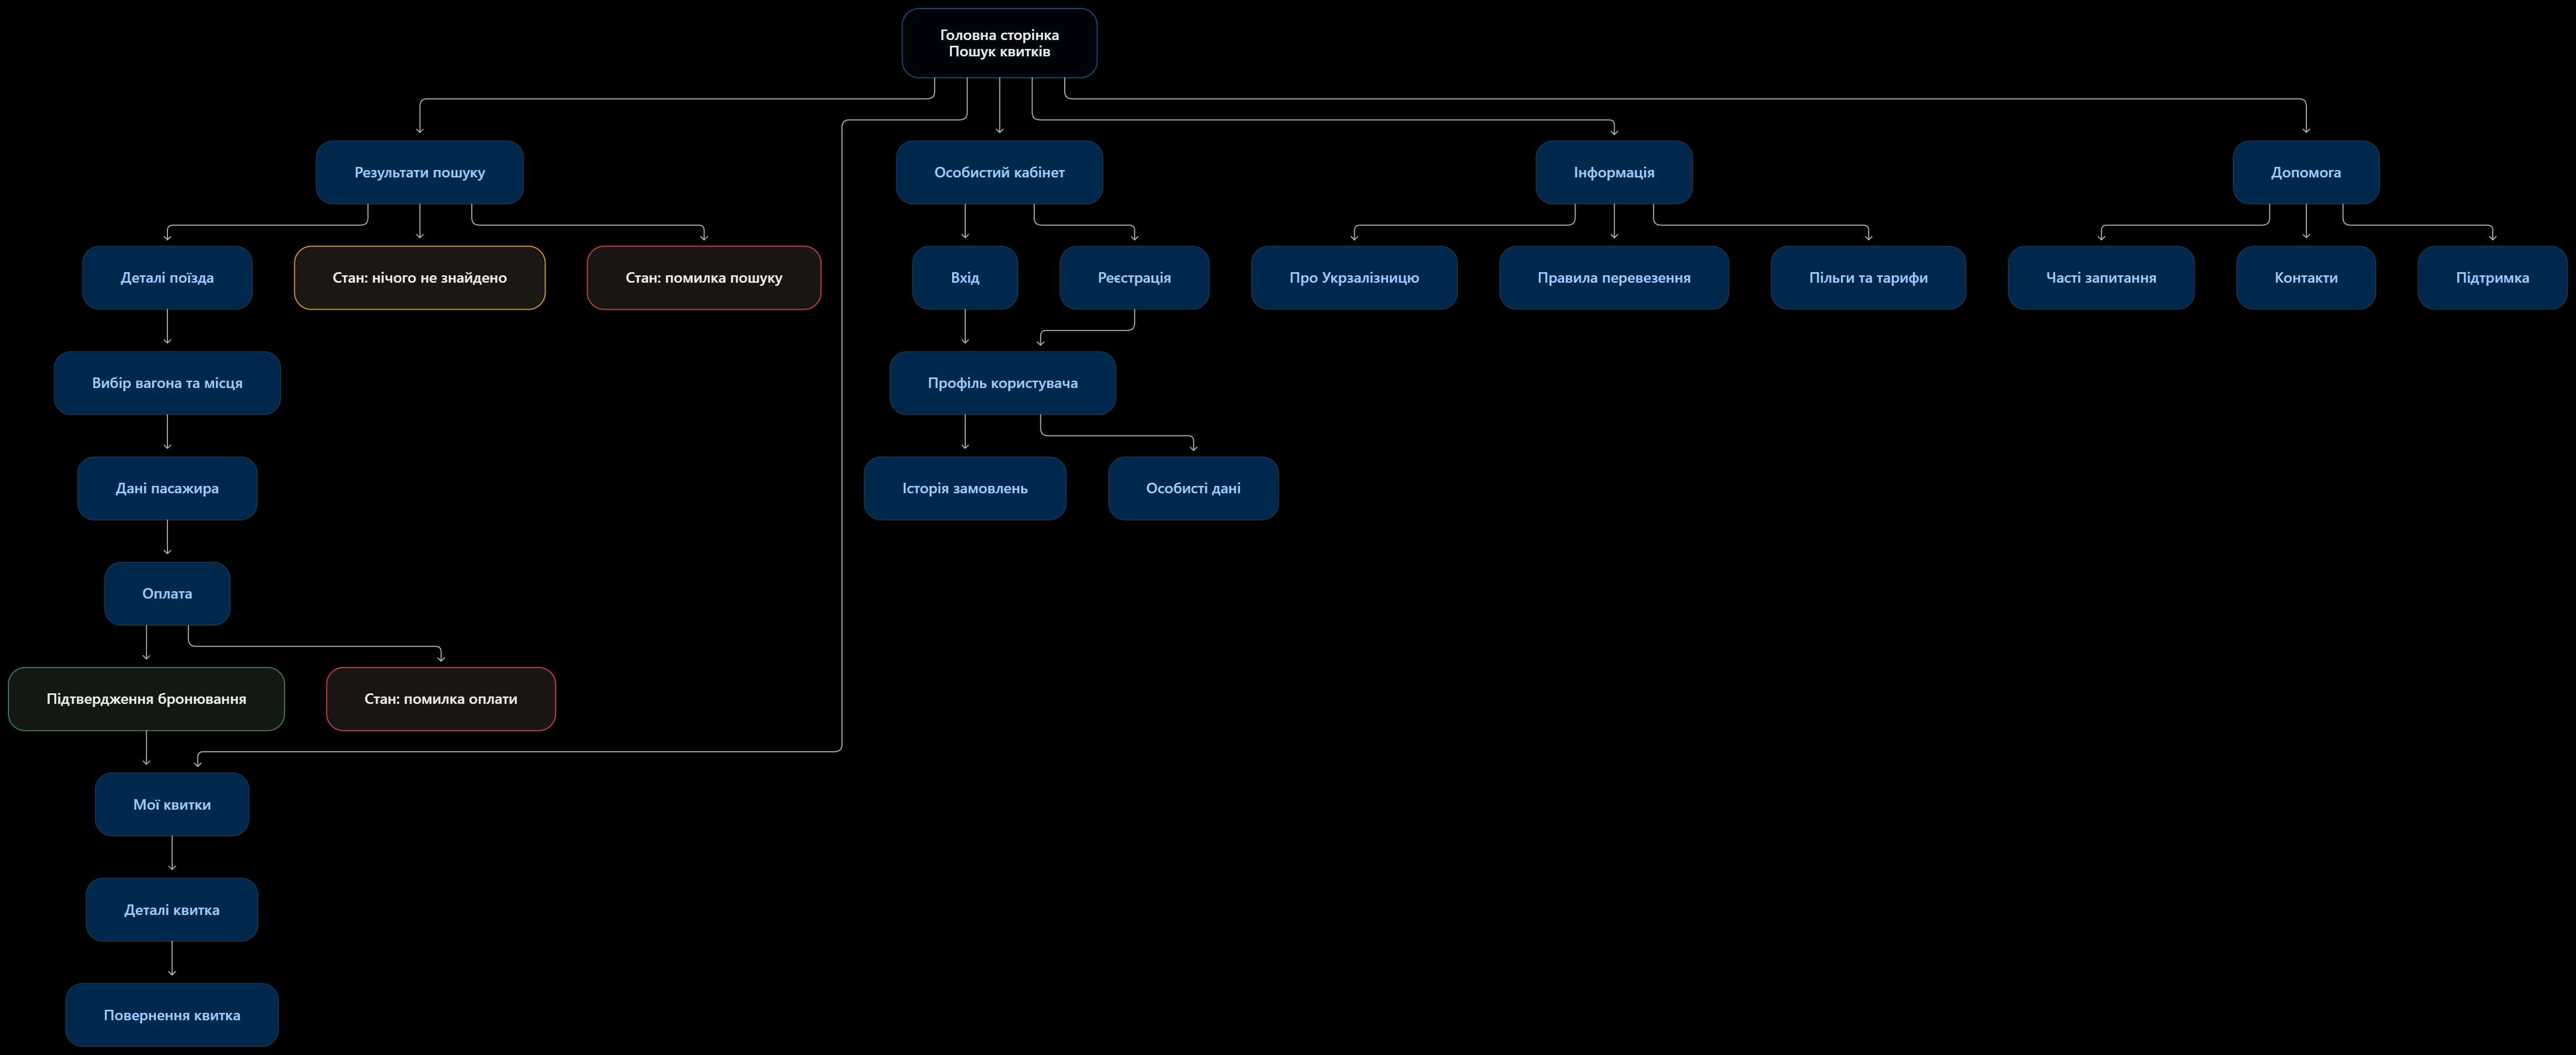 Головна сторінка
Пошук квитків
Результати пошуку
Особистий кабінет
Інформація
Допомога
Деталі поїзда
Стан: нічого не знайдено
Стан: помилка пошуку
Вхід
Реєстрація
Про Укрзалізницю
Правила перевезення
Пільги та тарифи
Часті запитання
Контакти
Підтримка
Вибір вагона та місця
Профіль користувача
Дані пасажира
Історія замовлень
Особисті дані
Оплата
Підтвердження бронювання
Стан: помилка оплати
Мої квитки
Деталі квитка
Повернення квитка